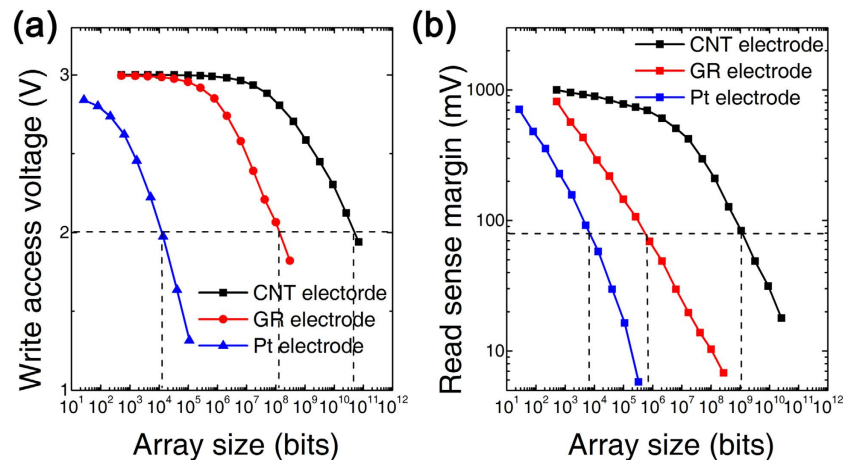 (a)
Write access voltage (V)
3
2
1
CNT electorde
GR electrode
Pt electrode
10¹ 10² 10³ 10⁴ 10⁵ 10⁶ 10⁷ 10⁸ 10⁹ 10¹⁰ 10¹¹ 10¹²
Array size (bits)
(b)
Read sense margin (mV)
1000
100
10
CNT electrode
GR electrode
Pt electrode
10¹ 10² 10³ 10⁴ 10⁵ 10⁶ 10⁷ 10⁸ 10⁹ 10¹⁰ 10¹¹ 10¹²
Array size (bits)